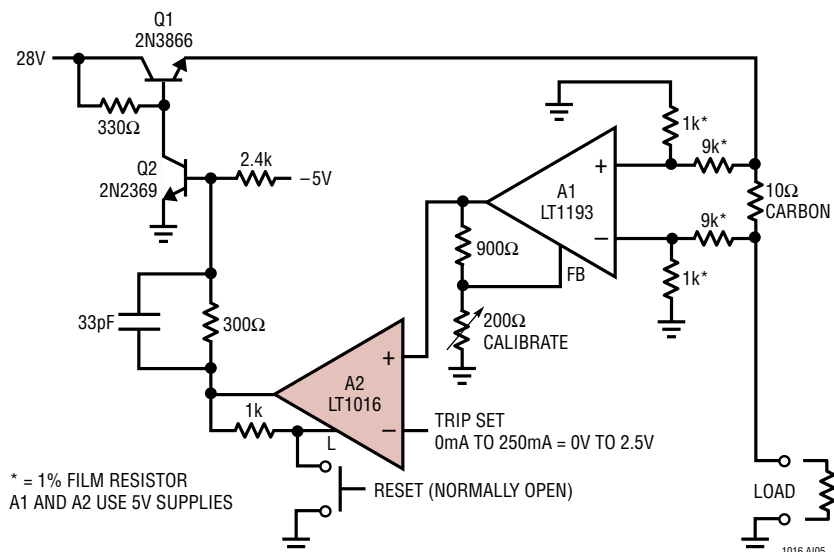 Q1
2N3866
28V
330Ω
Q2
2N2369
2.4k
–5V
1k*
9k*
+
A1
LT1193
10Ω
CARBON
9k*
–
1k*
900Ω
FB
200Ω
CALIBRATE
33pF
300Ω
+
A2
LT1016
–
TRIP SET
0mA TO 250mA = 0V TO 2.5V
1k
L
* = 1% FILM RESISTOR
A1 AND A2 USE 5V SUPPLIES
RESET (NORMALLY OPEN)
LOAD
1016 AI05